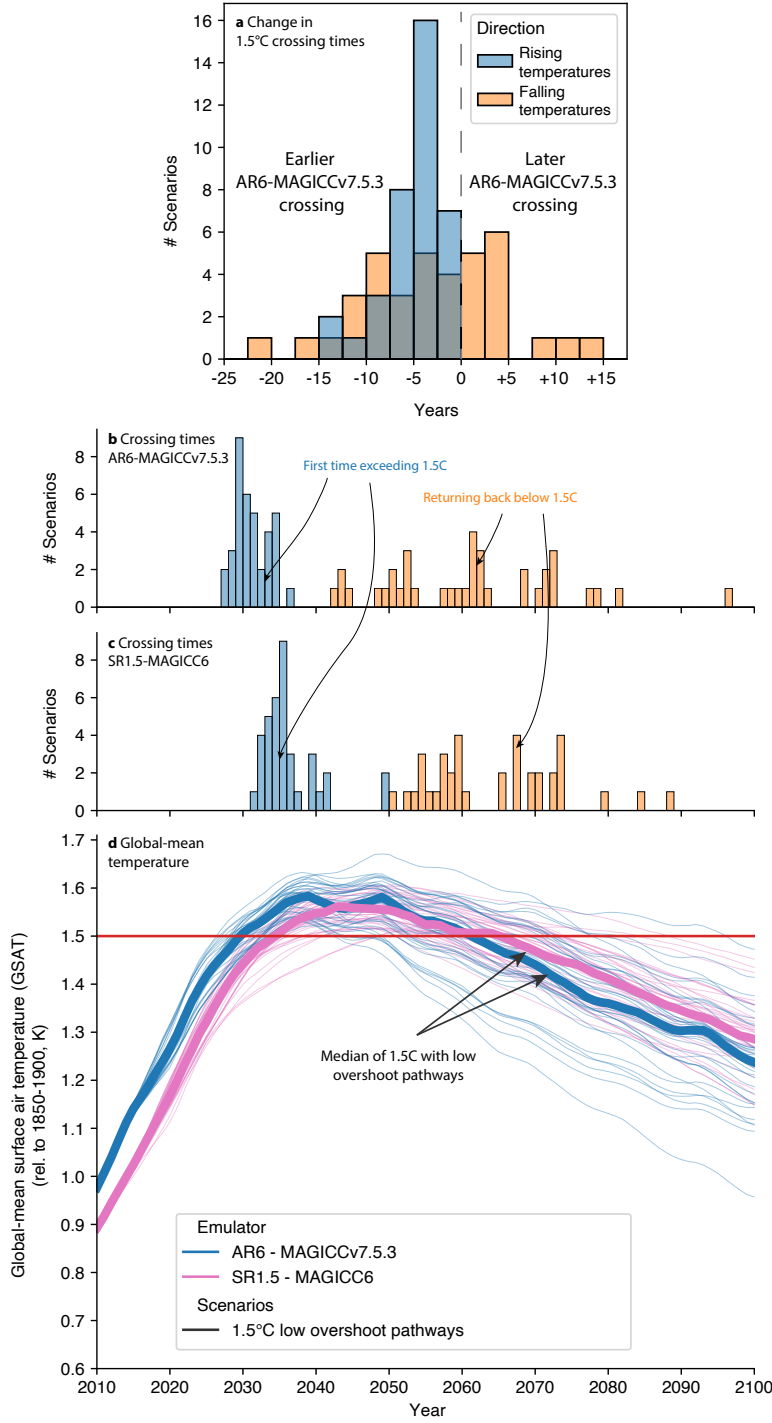 a Change in
1.5°C crossing times
Direction
Rising
temperatures
Falling
temperatures
Earlier
AR6-MAGICCv7.5.3
crossing
Later
AR6-MAGICCv7.5.3
crossing
# Scenarios
16
14
12
10
8
6
4
2
0
-25
-20
-15
-10
-5
0
+5
+10
+15
Years
b Crossing times
AR6-MAGICCv7.5.3
First time exceeding 1.5C
Returning back below 1.5C
# Scenarios
8
6
4
2
0
c Crossing times
SR1.5-MAGICC6
# Scenarios
8
6
4
2
0
d Global-mean
temperature
Global-mean surface air temperature (GSAT)
(rel. to 1850-1900, K)
1.7
1.6
1.5
1.4
1.3
1.2
1.1
1.0
0.9
0.8
0.7
0.6
Median of 1.5C with low
overshoot pathways
Emulator
AR6 - MAGICCv7.5.3
SR1.5 - MAGICC6
Scenarios
1.5°C low overshoot pathways
2010
2020
2030
2040
2050
2060
2070
2080
2090
2100
Year